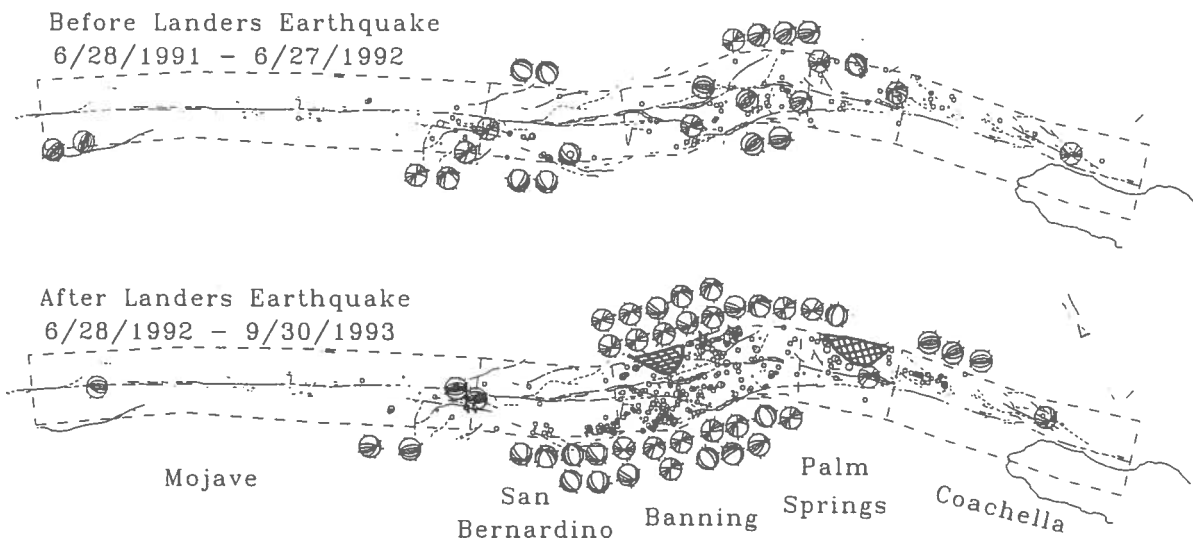 Before Landers Earthquake
6/28/1991 - 6/27/1992
After Landers Earthquake
6/28/1992 - 9/30/1993
Mojave
San
Bernardino
Banning
Palm
Springs
Coachella